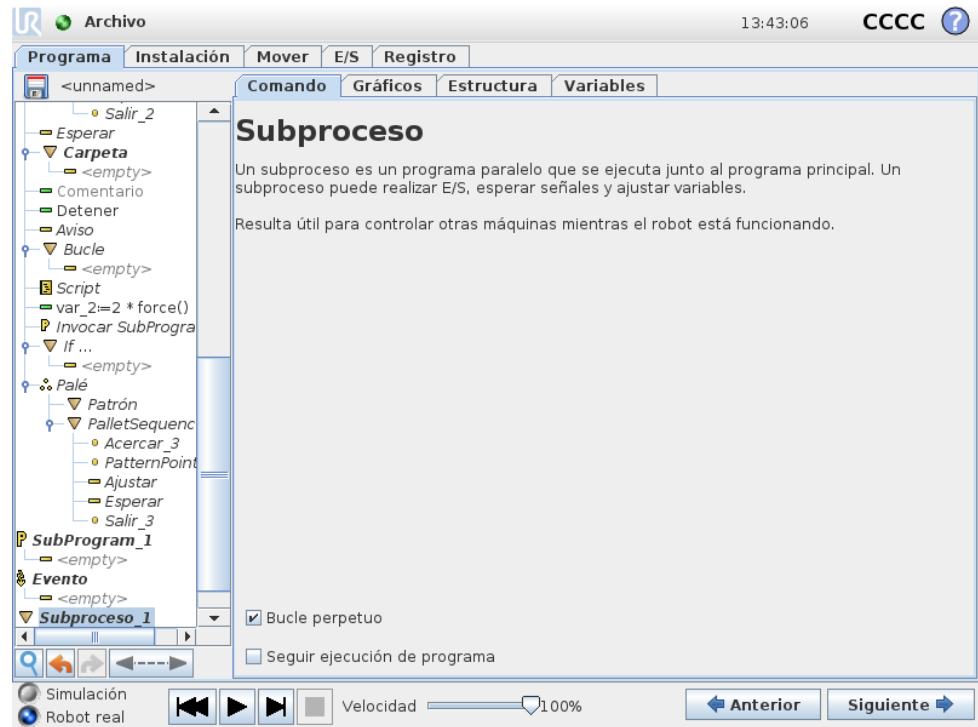 UR Archivo 13:43:06 CCCC ?
Programa Instalación Mover E/S Registro
<unnamed>
Comando Gráficos Estructura Variables
Salir_2
Esperar
Carpeta
<empty>
Comentario
Detener
Aviso
Bucle
<empty>
Script
var_2:=2 * force()
Invocar SubProgra
If ...
<empty>
Palé
Patrón
PalletSequenc
Acercar_3
PatternPoint
Ajustar
Esperar
Salir_3
SubProgram_1
<empty>
Evento
<empty>
Subproceso_1
Subproceso
Un subproceso es un programa paralelo que se ejecuta junto al programa principal. Un
subproceso puede realizar E/S, esperar señales y ajustar variables.
Resulta útil para controlar otras máquinas mientras el robot está funcionando.
Bucle perpetuo
Seguir ejecución de programa
Simulación
Robot real
Velocidad 100%
Anterior Siguiente